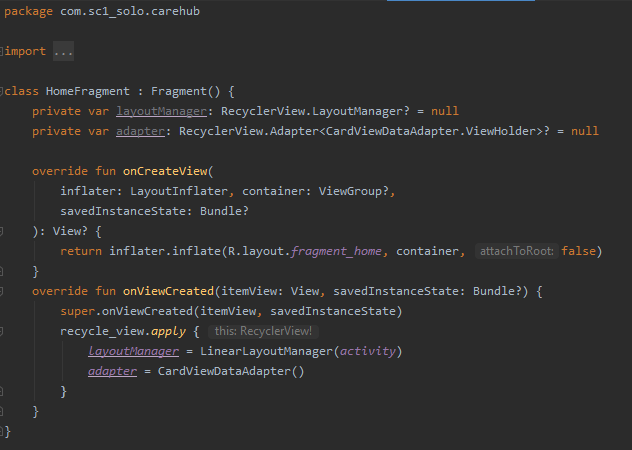 package com.sc1_solo.carehub
import ...
class HomeFragment : Fragment() {
    private var layoutManager: RecyclerView.LayoutManager? = null
    private var adapter: RecyclerView.Adapter<CardViewDataAdapter.ViewHolder>? = null
    override fun onCreateView(
        inflater: LayoutInflater, container: ViewGroup?,
        savedInstanceState: Bundle?
    ): View? {
        return inflater.inflate(R.layout.fragment_home, container, attachToRoot: false)
    }
    override fun onViewCreated(itemView: View, savedInstanceState: Bundle?) {
        super.onViewCreated(itemView, savedInstanceState)
        recycle_view.apply { this: RecyclerView!
            layoutManager = LinearLayoutManager(activity)
            adapter = CardViewDataAdapter()
        }
    }
}